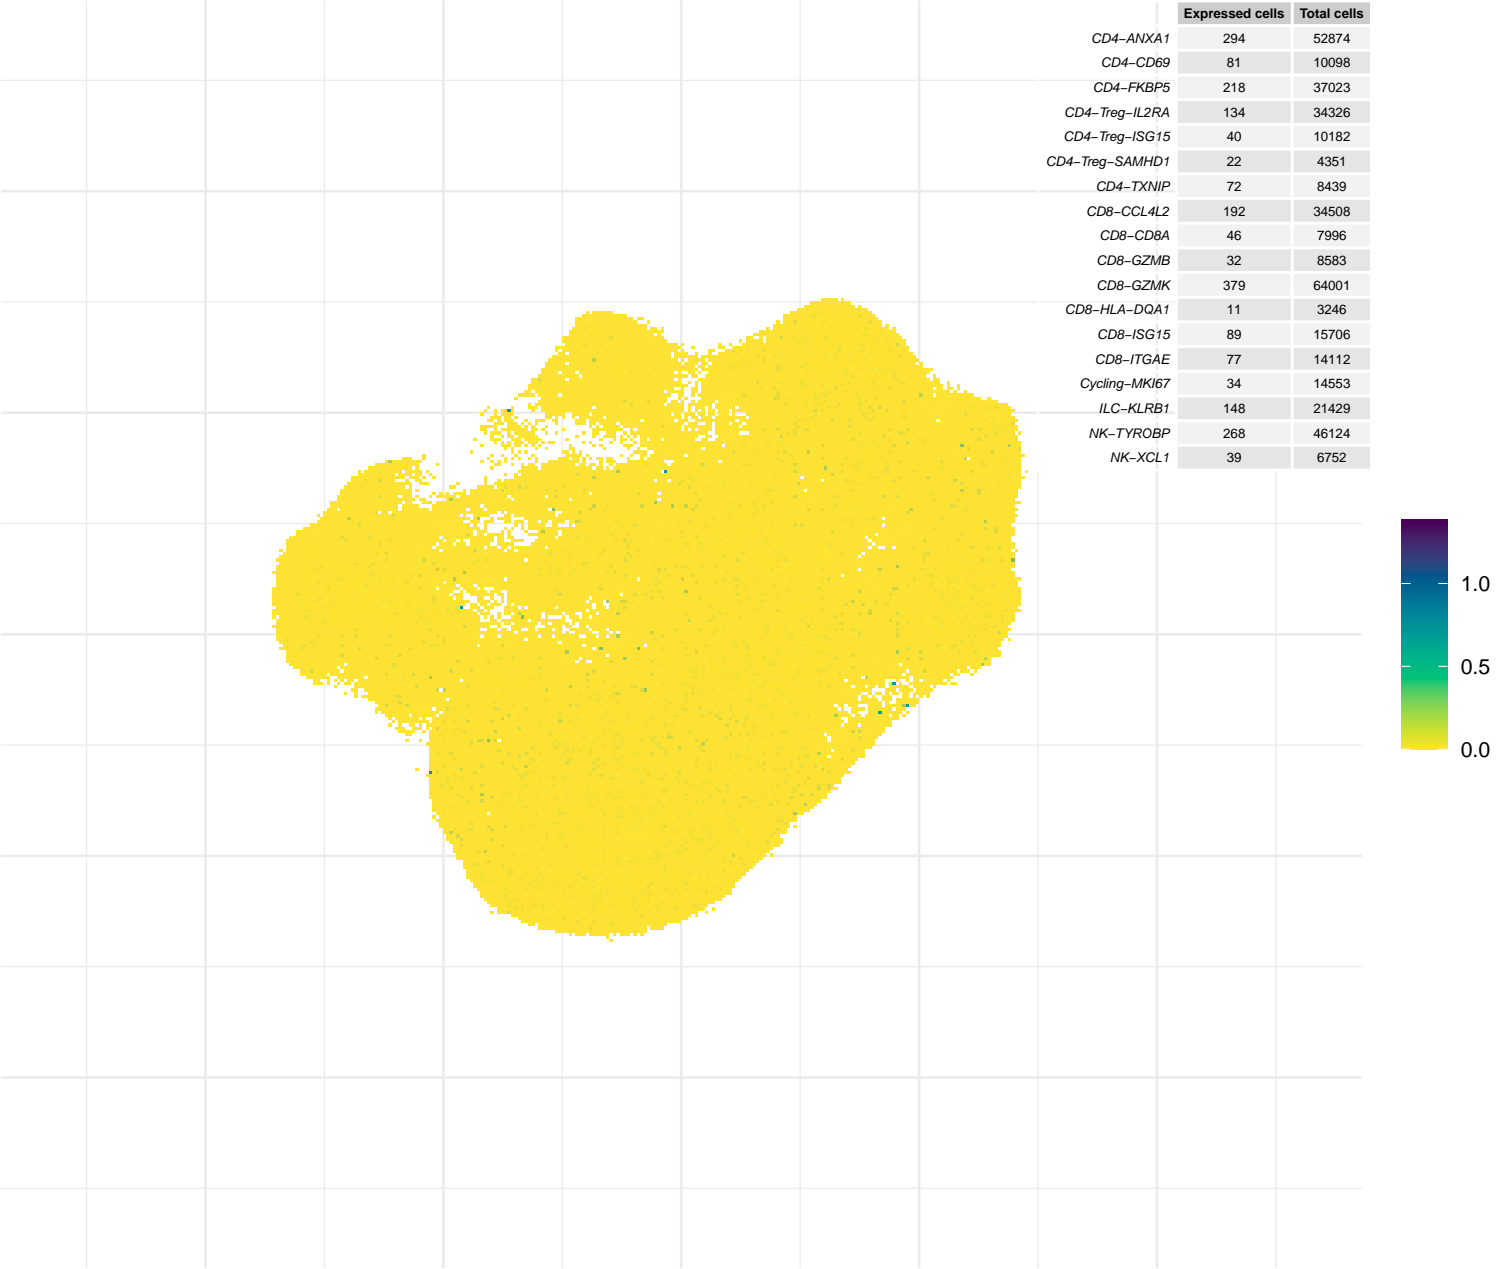 Expressed cells Total cells
CD4−ANXA1 294 52874
CD4−CD69 81 10098
CD4−FKBP5 218 37023
CD4−Treg−IL2RA 134 34326
CD4−Treg−ISG15 40 10182
CD4−Treg−SAMHD1 22 4351
CD4−TXNIP 72 8439
CD8−CCL4L2 192 34508
CD8−CD8A 46 7996
CD8−GZMB 32 8583
CD8−GZMK 379 64001
CD8−HLA−DQA1 11 3246
CD8−ISG15 89 15706
CD8−ITGAE 77 14112
Cycling−MKI67 34 14553
ILC−KLRB1 148 21429
NK−TYROBP 268 46124
NK−XCL1 39 6752
1.0
0.5
0.0